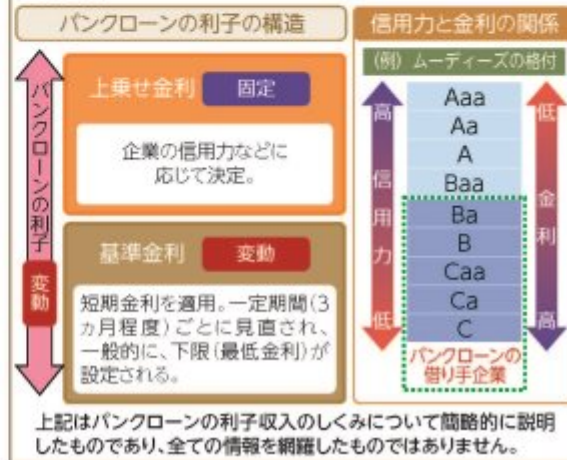 バンクローンの利子の構造
信用力と金利の関係
バンクローンの利子
変動
上乗せ金利 固定
企業の信用力などに
応じて決定。
基準金利 変動
短期金利を適用。一定期間(3
ヵ月程度)ごとに見直され、
一般的に、下限(最低金利)が
設定される。
(例) ムーディーズの格付
高 信用力 低
Aaa
Aa
A
Baa
Ba
B
Caa
Ca
C
低 金利 高
バンクローンの
借り手企業
上記はバンクローンの利子収入のしくみについて簡略的に説明
したものであり、全ての情報を網羅したものではありません。